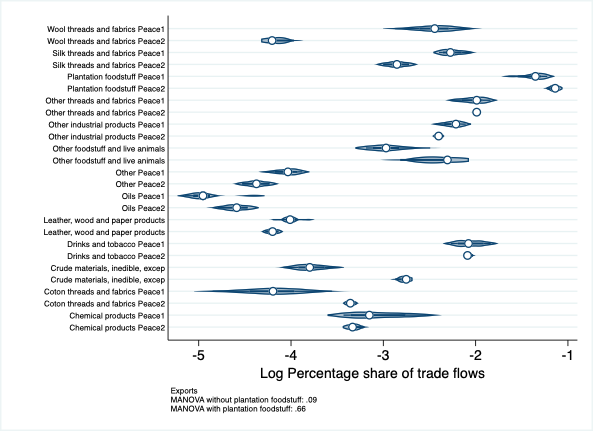 Wool threads and fabrics Peace1
Wool threads and fabrics Peace2
Silk threads and fabrics Peace1
Silk threads and fabrics Peace2
Plantation foodstuff Peace1
Plantation foodstuff Peace2
Other threads and fabrics Peace1
Other threads and fabrics Peace2
Other industrial products Peace1
Other industrial products Peace2
Other foodstuff and live animals
Other foodstuff and live animals
Other Peace1
Other Peace2
Oils Peace1
Oils Peace2
Leather, wood and paper products
Leather, wood and paper products
Drinks and tobacco Peace1
Drinks and tobacco Peace2
Crude materials, inedible, excep
Crude materials, inedible, excep
Coton threads and fabrics Peace1
Coton threads and fabrics Peace2
Chemical products Peace1
Chemical products Peace2
-5 -4 -3 -2 -1
Log Percentage share of trade flows
Exports
MANOVA without plantation foodstuff: .09
MANOVA with plantation foodstuff: .66